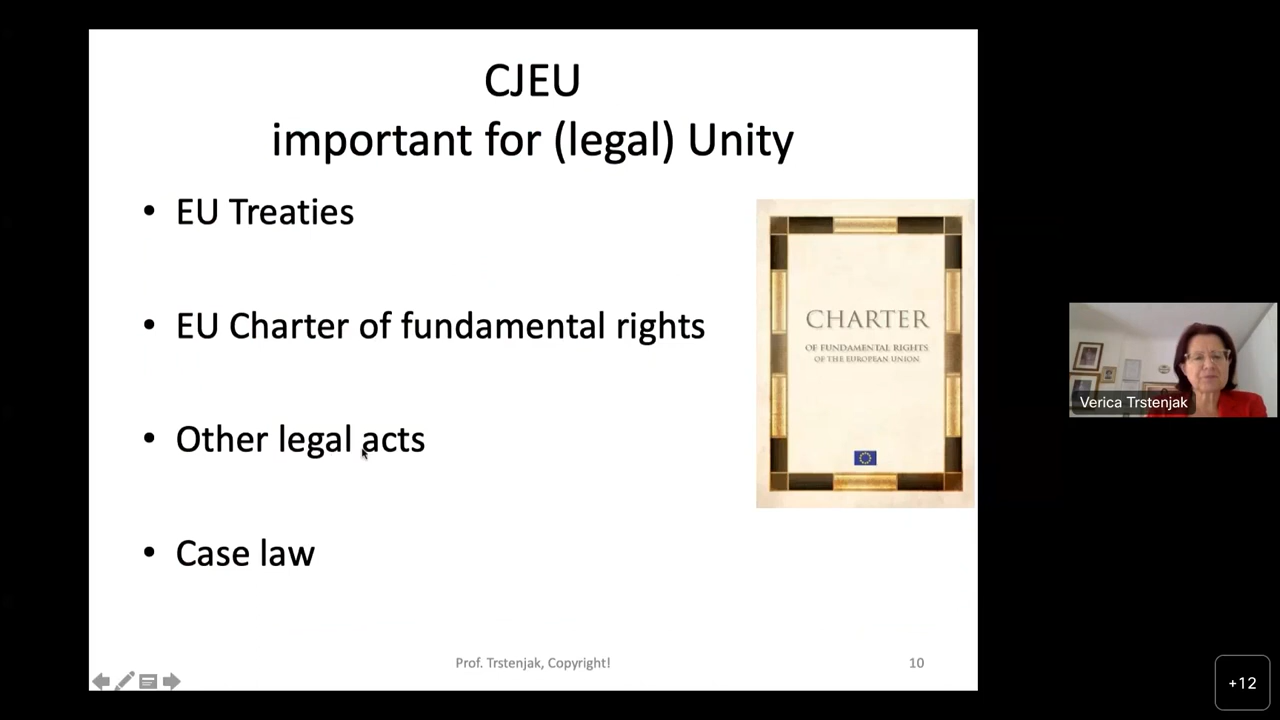 CJEU
important for (legal) Unity
• EU Treaties
• EU Charter of fundamental rights
• Other legal acts
• Case law
CHARTER
OF FUNDAMENTAL RIGHTS
OF THE EUROPEAN UNION
Verica Trstenjak
Prof. Trstenjak, Copyright!
10
+12